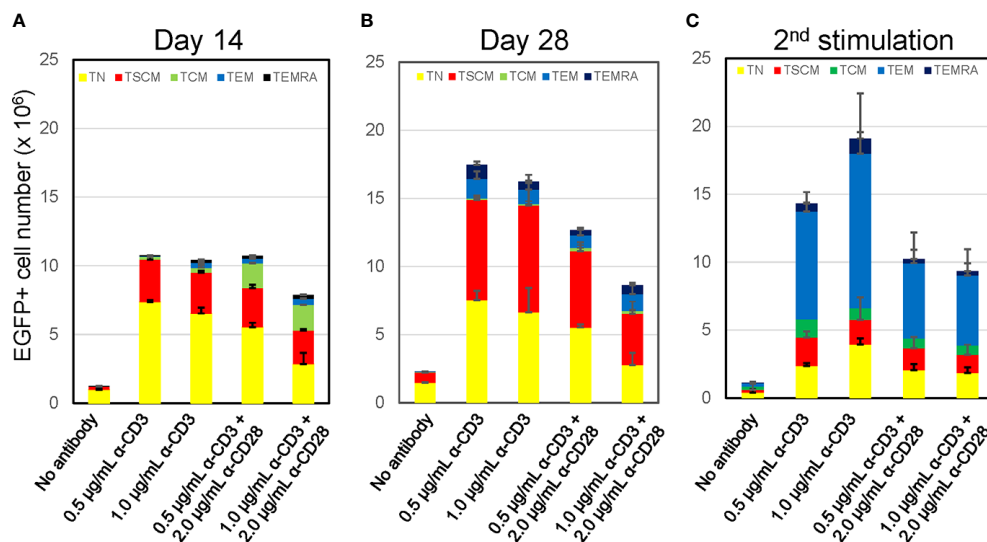 A
Day 14
EGFP+ cell number (x 10⁶)
25
20
15
10
5
0
TN TSCM TCM TEM TEMRA
No antibody
0.5 µg/mL α-CD3
1.0 µg/mL α-CD3
0.5 µg/mL α-CD3 +
2.0 µg/mL α-CD28
1.0 µg/mL α-CD3 +
2.0 µg/mL α-CD28
B
Day 28
25
20
15
10
5
0
TN TSCM TCM TEM TEMRA
No antibody
0.5 µg/mL α-CD3
1.0 µg/mL α-CD3
0.5 µg/mL α-CD3 +
2.0 µg/mL α-CD28
1.0 µg/mL α-CD3 +
2.0 µg/mL α-CD28
C
2nd stimulation
25
20
15
10
5
0
TN TSCM TCM TEM TEMRA
No antibody
0.5 µg/mL α-CD3
1.0 µg/mL α-CD3
0.5 µg/mL α-CD3 +
2.0 µg/mL α-CD28
1.0 µg/mL α-CD3 +
2.0 µg/mL α-CD28